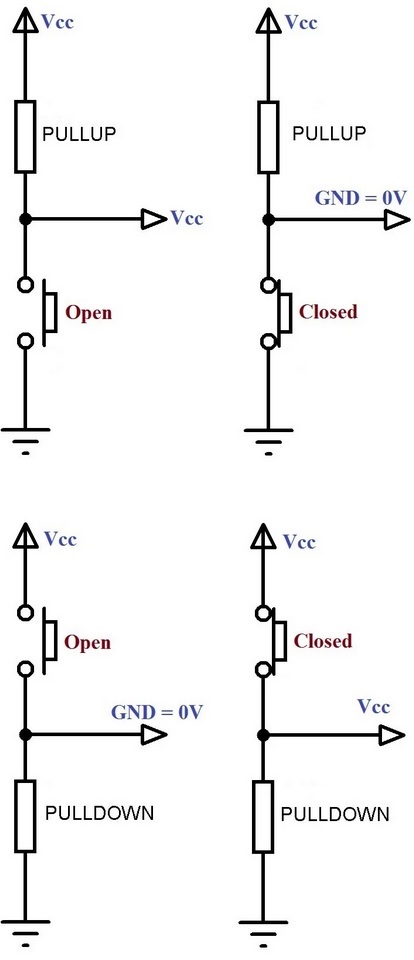 Vcc
Vcc
PULLUP
PULLUP
GND = 0V
Vcc
Open
Closed
Vcc
Vcc
Open
Closed
GND = 0V
Vcc
PULLDOWN
PULLDOWN